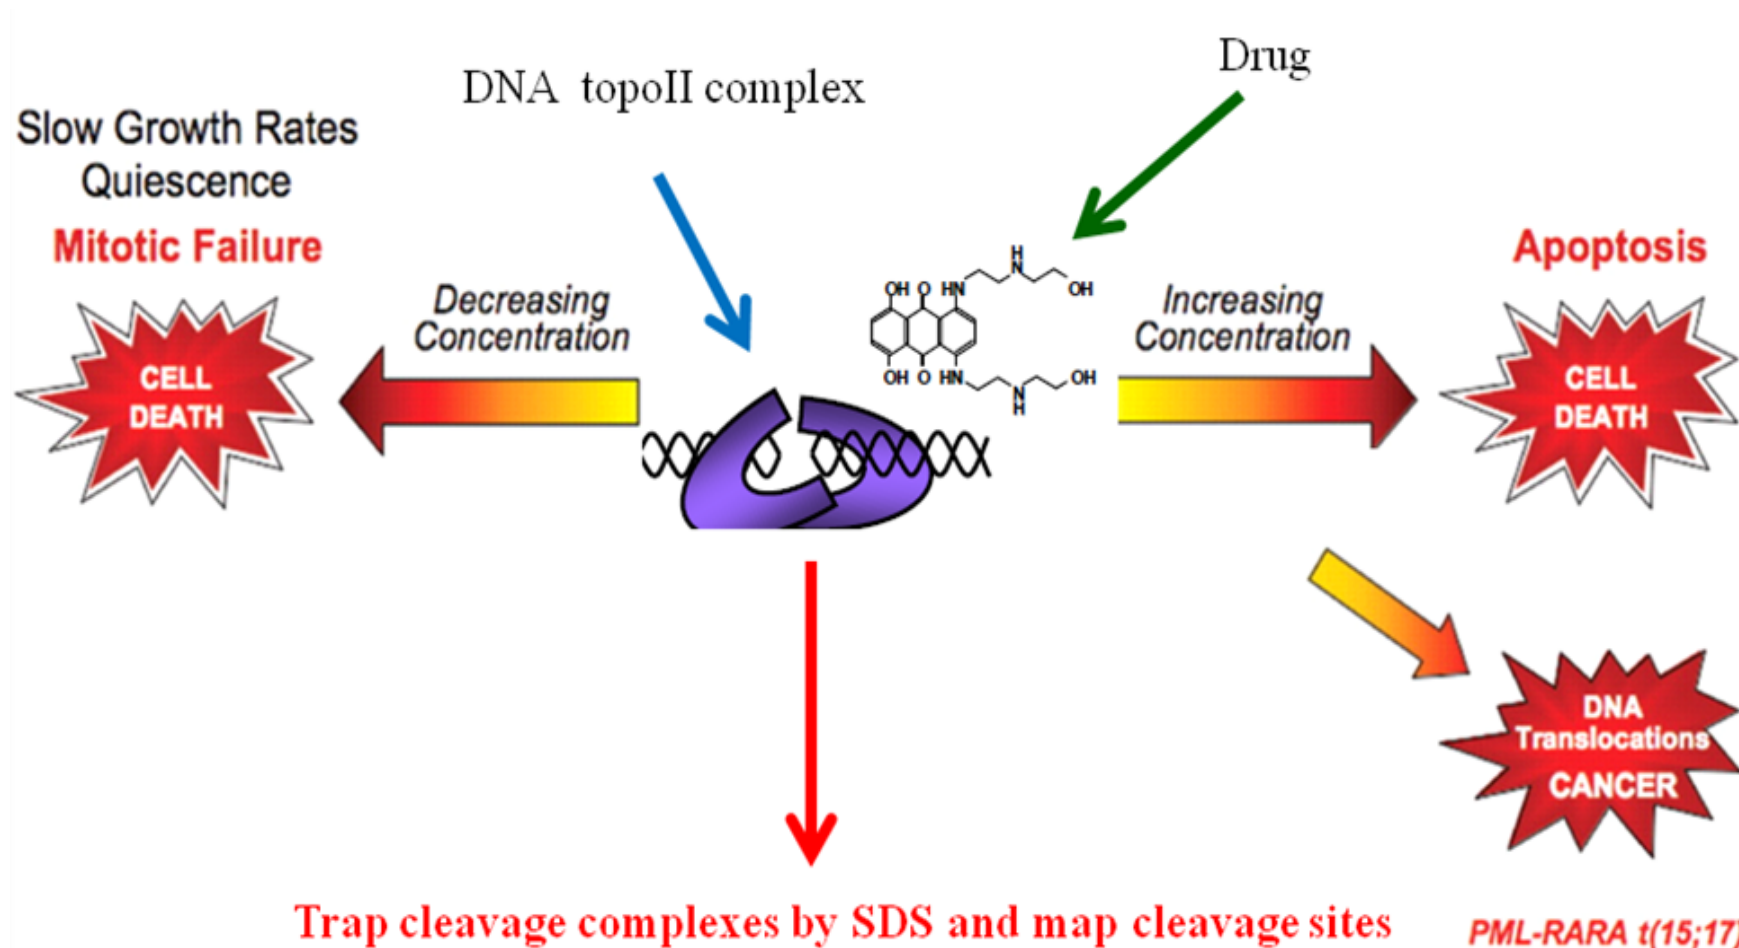 Drug
DNA topoII complex
Slow Growth Rates
Quiescence
Mitotic Failure
Apoptosis
Decreasing
Concentration
Increasing
Concentration
CELL
DEATH
OH O HN
H
N
OH
OH O HN
N
H
OH
CELL
DEATH
DNA
Translocations
CANCER
Trap cleavage complexes by SDS and map cleavage sites
PML-RARA t(15;17)